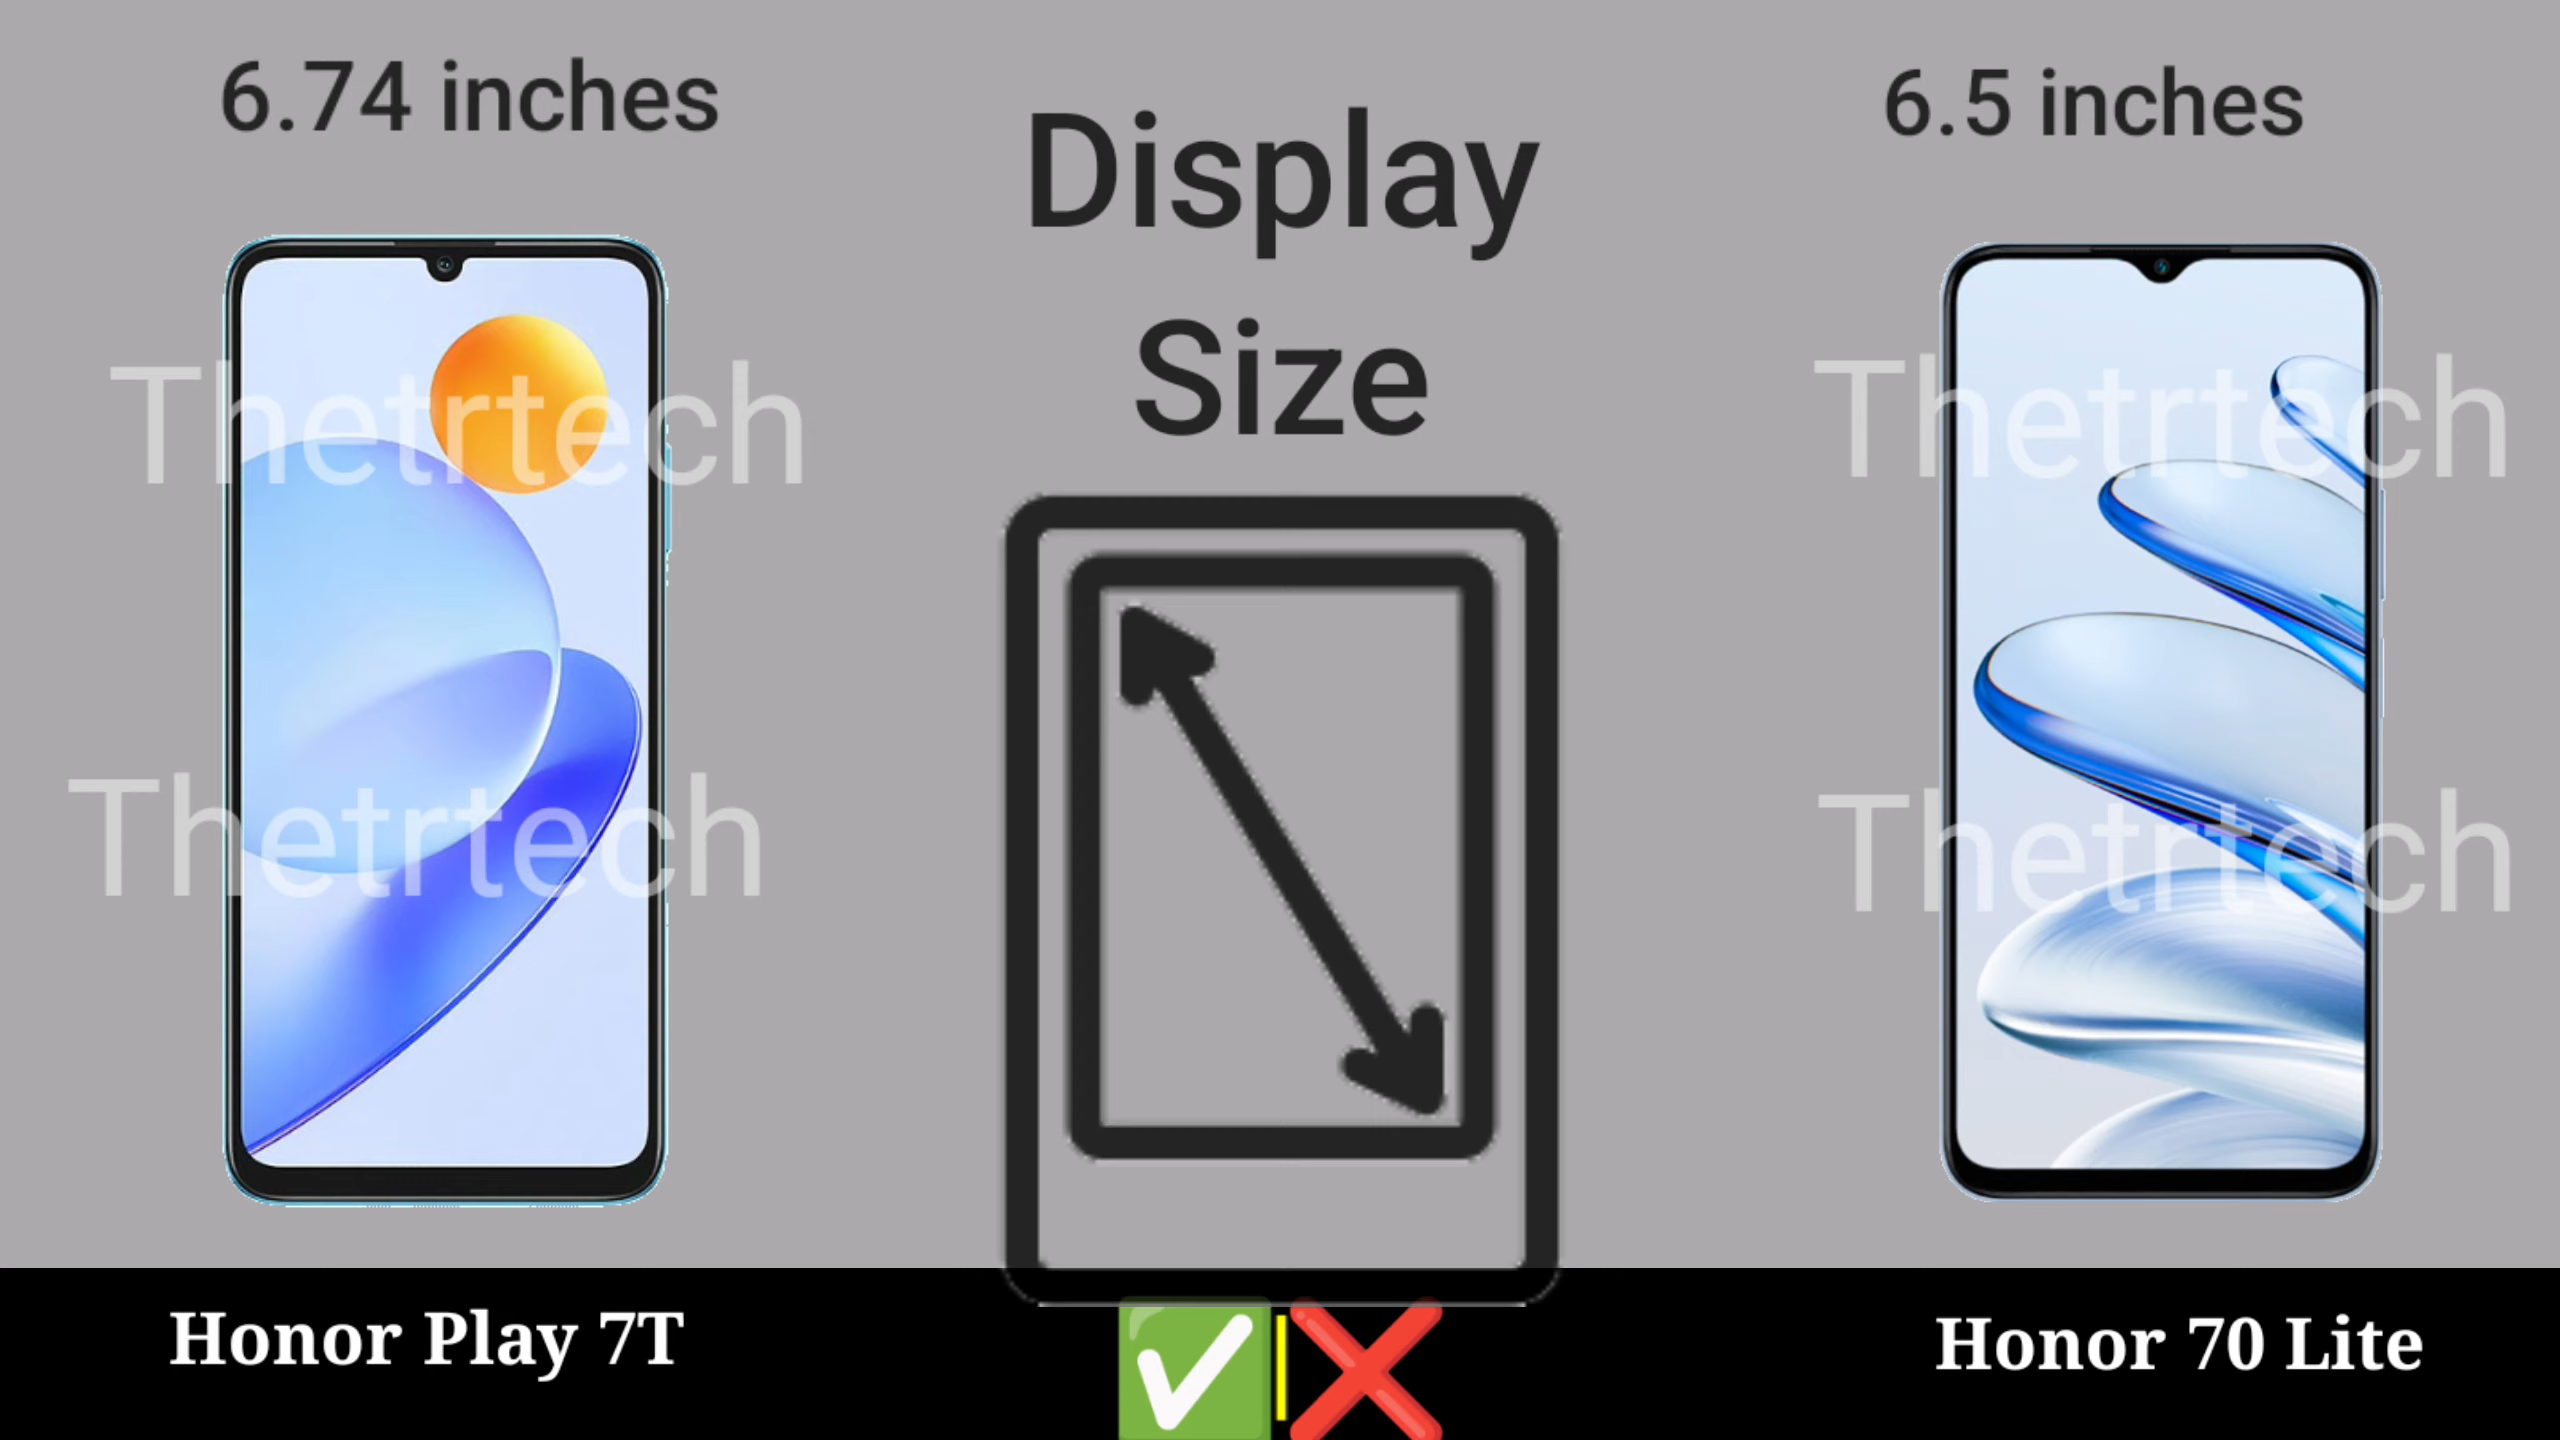 6.74 inches
Display
Size
6.5 inches
Thetrtech
Thetrtech
Thetrtech
Thetrtech
Honor Play 7T
Honor 70 Lite